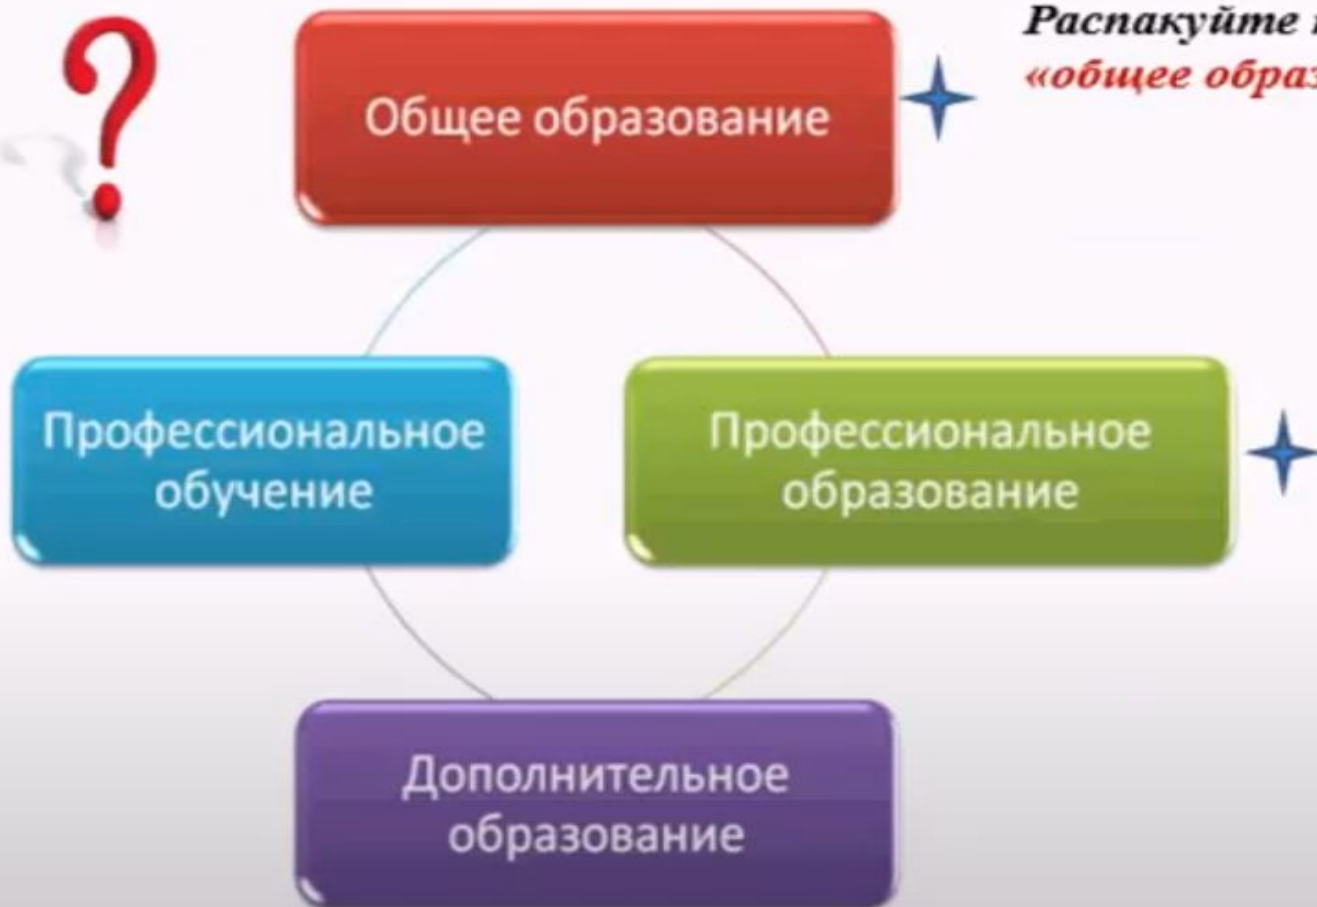 Распакуйте
«общее
Общее образование
Профессиональное
обучение
Профессиональное
образование
Дополнительное
образование